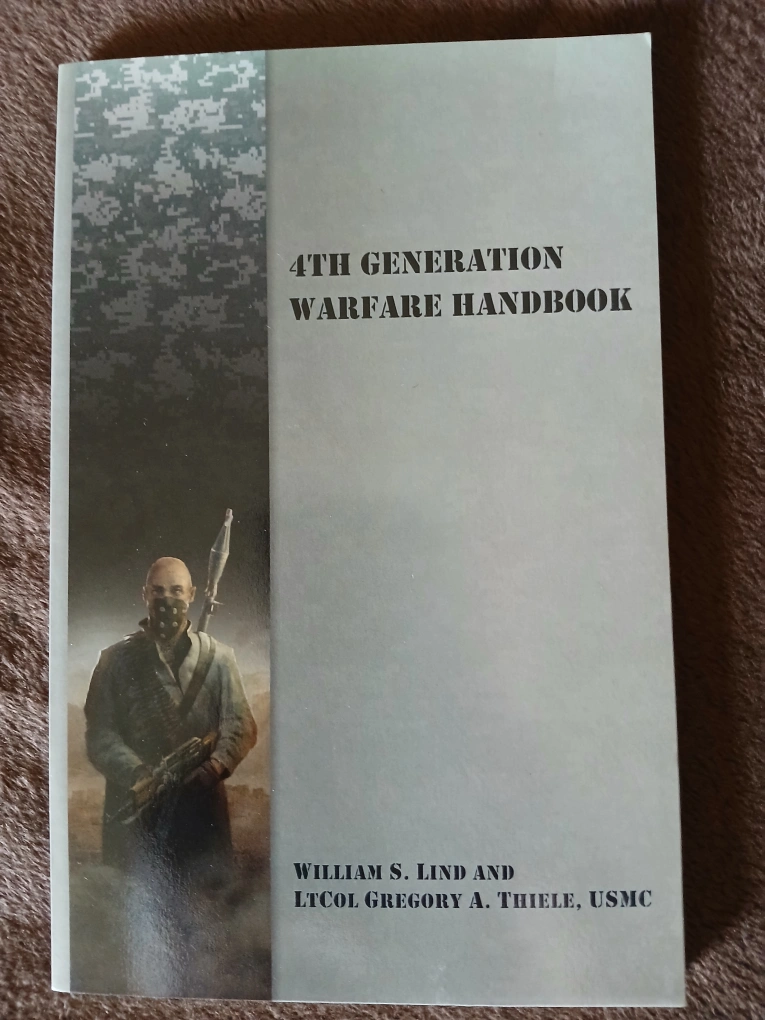 4TH GENERATION
WARFARE HANDBOOK
WILLIAM S. LIND AND
LTCOL GREGORY A. THIELE, USMC